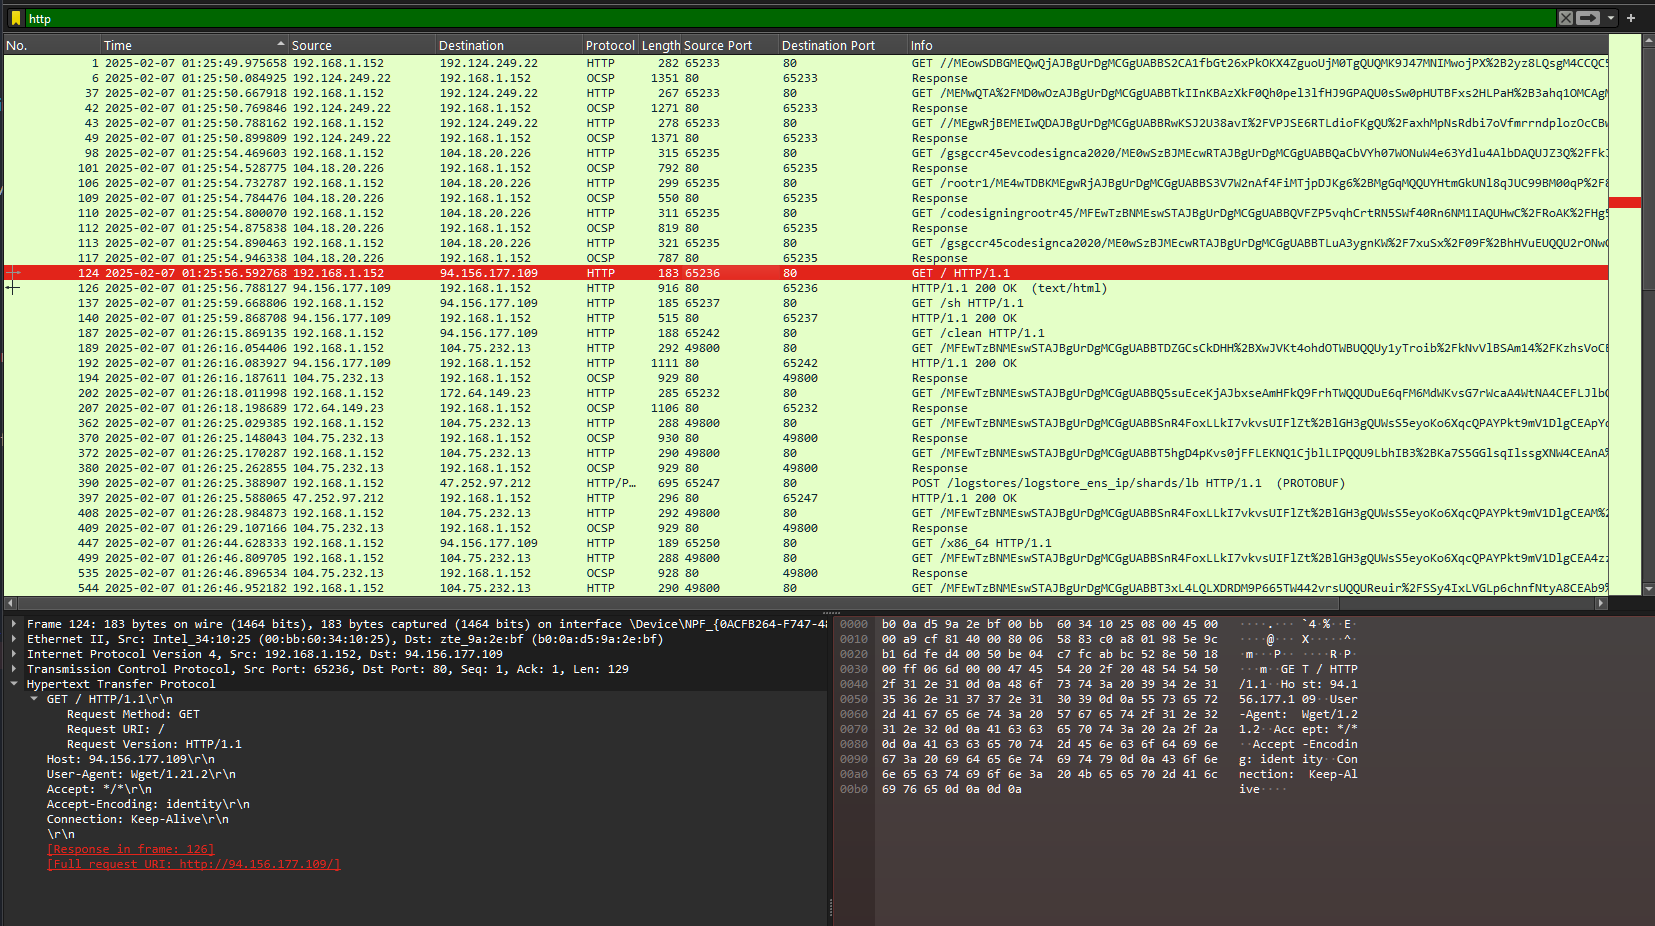 http
No. Time Source Destination Protocol Length Source Port Destination Port Info
1 2025-02-07 01:25:49.975658 192.168.1.152 192.124.249.22 HTTP 282 65233 80 GET
6 2025-02-07 01:25:50.084925 192.124.249.22 192.168.1.152 OCSP 1351 80 65233 Response
37 2025-02-07 01:25:50.667918 192.168.1.152 192.124.249.22 HTTP 267 65233 80 GET
42 2025-02-07 01:25:50.769846 192.124.249.22 192.168.1.152 OCSP 1271 80 65233 Response
43 2025-02-07 01:25:50.788162 192.168.1.152 192.124.249.22 HTTP 278 65233 80 GET
49 2025-02-07 01:25:50.899809 192.124.249.22 192.168.1.152 OCSP 1371 80 65233 Response
98 2025-02-07 01:25:54.469603 192.168.1.152 104.18.20.226 HTTP 315 65235 80 GET
101 2025-02-07 01:25:54.528775 104.18.20.226 192.168.1.152 OCSP 792 80 65235 Response
106 2025-02-07 01:25:54.732787 192.168.1.152 104.18.20.226 HTTP 299 65235 80 GET
109 2025-02-07 01:25:54.784476 104.18.20.226 192.168.1.152 OCSP 550 80 65235 Response
110 2025-02-07 01:25:54.800070 192.168.1.152 104.18.20.226 HTTP 311 65235 80 GET
112 2025-02-07 01:25:54.875838 104.18.20.226 192.168.1.152 OCSP 819 80 65235 Response
113 2025-02-07 01:25:54.890463 192.168.1.152 104.18.20.226 HTTP 321 65235 80 GET
117 2025-02-07 01:25:54.946338 104.18.20.226 192.168.1.152 OCSP 787 80 65235 Response
124 2025-02-07 01:25:56.592768 192.168.1.152 94.156.177.109 HTTP 183 65236 80 GET / HTTP/1.1
126 2025-02-07 01:25:56.788127 94.156.177.109 192.168.1.152 HTTP 916 80 65236 HTTP/1.1 200 OK (text/html)
137 2025-02-07 01:25:59.668806 192.168.1.152 94.156.177.109 HTTP 185 65237 80 GET /sh HTTP/1.1
140 2025-02-07 01:25:59.868708 94.156.177.109 192.168.1.152 HTTP 515 80 65237 HTTP/1.1 200 OK
187 2025-02-07 01:26:15.869135 192.168.1.152 94.156.177.109 HTTP 188 65242 80 GET /clean HTTP/1.1
189 2025-02-07 01:26:16.054406 192.168.1.152 104.75.232.13 HTTP 292 49800 80 GET
192 2025-02-07 01:26:16.083927 94.156.177.109 192.168.1.152 HTTP 1111 80 65242 HTTP/1.1 200 OK
194 2025-02-07 01:26:16.187611 104.75.232.13 192.168.1.152 OCSP 929 80 49800 Response
202 2025-02-07 01:26:18.011998 192.168.1.152 172.64.149.23 HTTP 285 65232 80 GET
207 2025-02-07 01:26:18.198689 172.64.149.23 192.168.1.152 OCSP 1106 80 65232 Response
362 2025-02-07 01:26:25.029385 192.168.1.152 104.75.232.13 HTTP 288 49800 80 GET
370 2025-02-07 01:26:25.148043 104.75.232.13 192.168.1.152 OCSP 930 80 49800 Response
372 2025-02-07 01:26:25.170287 192.168.1.152 104.75.232.13 HTTP 290 49800 80 GET
380 2025-02-07 01:26:25.262855 104.75.232.13 192.168.1.152 OCSP 929 80 49800 Response
390 2025-02-07 01:26:25.388907 192.168.1.152 47.252.97.212 HTTP/P… 695 65247 80 POST /logstores/logstore_ens_ip/shards/lb HTTP/1.1 (PROTOBUF)
397 2025-02-07 01:26:25.588065 47.252.97.212 192.168.1.152 HTTP 296 80 65247 HTTP/1.1 200 OK
408 2025-02-07 01:26:28.984873 192.168.1.152 104.75.232.13 HTTP 292 49800 80 GET
409 2025-02-07 01:26:29.107166 104.75.232.13 192.168.1.152 OCSP 929 80 49800 Response
447 2025-02-07 01:26:44.628333 192.168.1.152 94.156.177.109 HTTP 189 65250 80 GET /x86_64 HTTP/1.1
499 2025-02-07 01:26:46.809705 192.168.1.152 104.75.232.13 HTTP 288 49800 80 GET
535 2025-02-07 01:26:46.896534 104.75.232.13 192.168.1.152 OCSP 928 80 49800 Response
544 2025-02-07 01:26:46.952182 192.168.1.152 104.75.232.13 HTTP 290 49800 80 GET
Frame 124: 183 bytes on wire (1464 bits), 183 bytes captured (1464 bits) on interface \Device\NPF_{0ACFB264-F747-48
Ethernet II, Src: Intel_34:10:25 (00:bb:60:34:10:25), Dst: zte_9a:2e:bf (b0:0a:d5:9a:2e:bf)
Internet Protocol Version 4, Src: 192.168.1.152, Dst: 94.156.177.109
Transmission Control Protocol, Src Port: 65236, Dst Port: 80, Seq: 1, Ack: 1, Len: 129
Hypertext Transfer Protocol
GET / HTTP/1.1\r\n
Request Method: GET
Request URI: /
Request Version: HTTP/1.1
Host: 94.156.177.109\r\n
User-Agent: Wget/1.21.2\r\n
Accept: */*\r\n
Accept-Encoding: identity\r\n
Connection: Keep-Alive\r\n
\r\n
[Response in frame: 126]
[Full request URI: http://94.156.177.109/]
0000 b0 0a d5 9a 2e bf 00 bb 60 34 10 25 08 00 45 00 ····.··· `4·%··E·
0010 00 a9 cf 81 40 00 80 06 58 83 c0 a8 01 98 5e 9c ····@··· X·····^·
0020 b1 6d fe d4 00 50 be 04 c7 fc ab bc 52 8e 50 18 ·m···P·· ····R·P·
0030 00 ff 06 6d 00 00 47 45 54 20 2f 20 48 54 54 50 ···m··GE T / HTTP
0040 2f 31 2e 31 0d 0a 48 6f 73 74 3a 20 39 34 2e 31 /1.1··Ho st: 94.1
0050 35 36 2e 31 37 37 2e 31 30 39 0d 0a 55 73 65 72 56.177.1 09··User
0060 2d 41 67 65 6e 74 3a 20 57 67 65 74 2f 31 2e 32 -Agent: Wget/1.2
0070 31 2e 32 0d 0a 41 63 63 65 70 74 3a 20 2a 2f 2a 1.2··Acc ept: */*
0080 0d 0a 41 63 63 65 70 74 2d 45 6e 63 6f 64 69 6e ··Accept -Encodin
0090 67 3a 20 69 64 65 6e 74 69 74 79 0d 0a 43 6f 6e g: ident ity··Con
00a0 6e 65 63 74 69 6f 6e 3a 20 4b 65 65 70 2d 41 6c nection: Keep-Al
00b0 69 76 65 0d 0a 0d 0a ive····